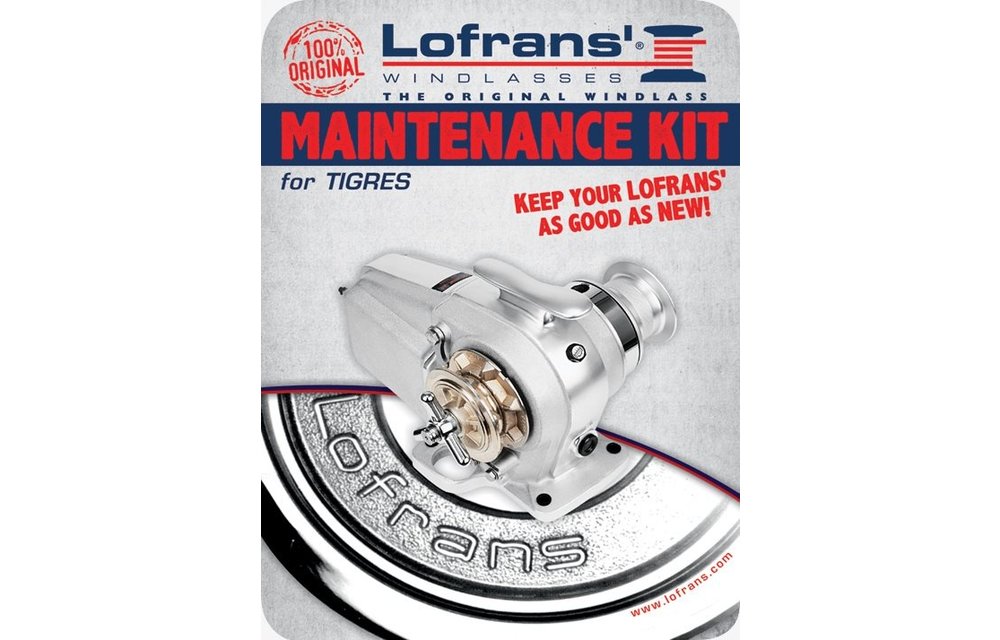 100%
ORIGINAL
Lofrans'®
WINDLASSES
THE ORIGINAL WINDLASS
MAINTENANCE KIT
for TIGRES
KEEP YOUR LOFRANS'
AS GOOD AS NEW!
Lofrans
www.lofrans.com